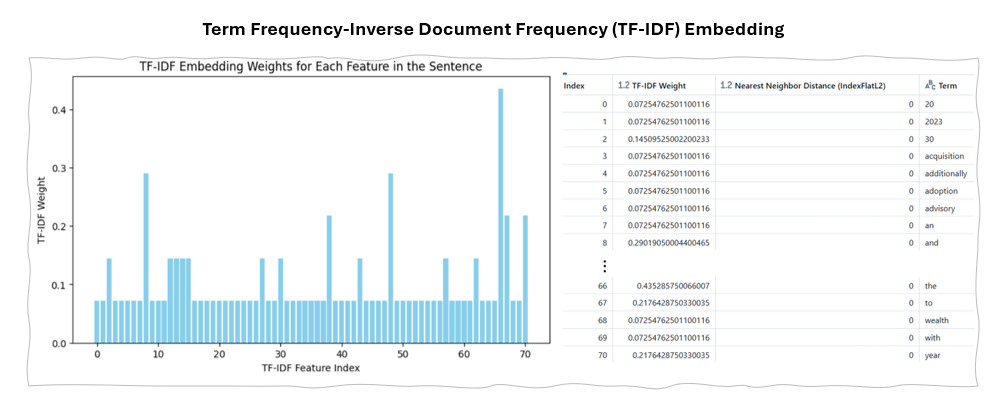 Term Frequency-Inverse Document Frequency (TF-IDF) Embedding
TF-IDF Embedding Weights for Each Feature in the Sentence
TF-IDF Weight
0.4
0.3
0.2
0.1
0.0
0 10 20 30 40 50 60 70
TF-IDF Feature Index
Index 1.2 TF-IDF Weight 1.2 Nearest Neighbor Distance (IndexFlatL2) ABC Term
0 0.07254762501100116 0 20
1 0.07254762501100116 0 2023
2 0.14509525002200233 0 30
3 0.07254762501100116 0 acquisition
4 0.07254762501100116 0 additionally
5 0.07254762501100116 0 adoption
6 0.07254762501100116 0 advisory
7 0.07254762501100116 0 an
8 0.29019050004400465 0 and
⋮
66 0.435285750066007 0 the
67 0.2176428750330035 0 to
68 0.07254762501100116 0 wealth
69 0.07254762501100116 0 with
70 0.2176428750330035 0 year